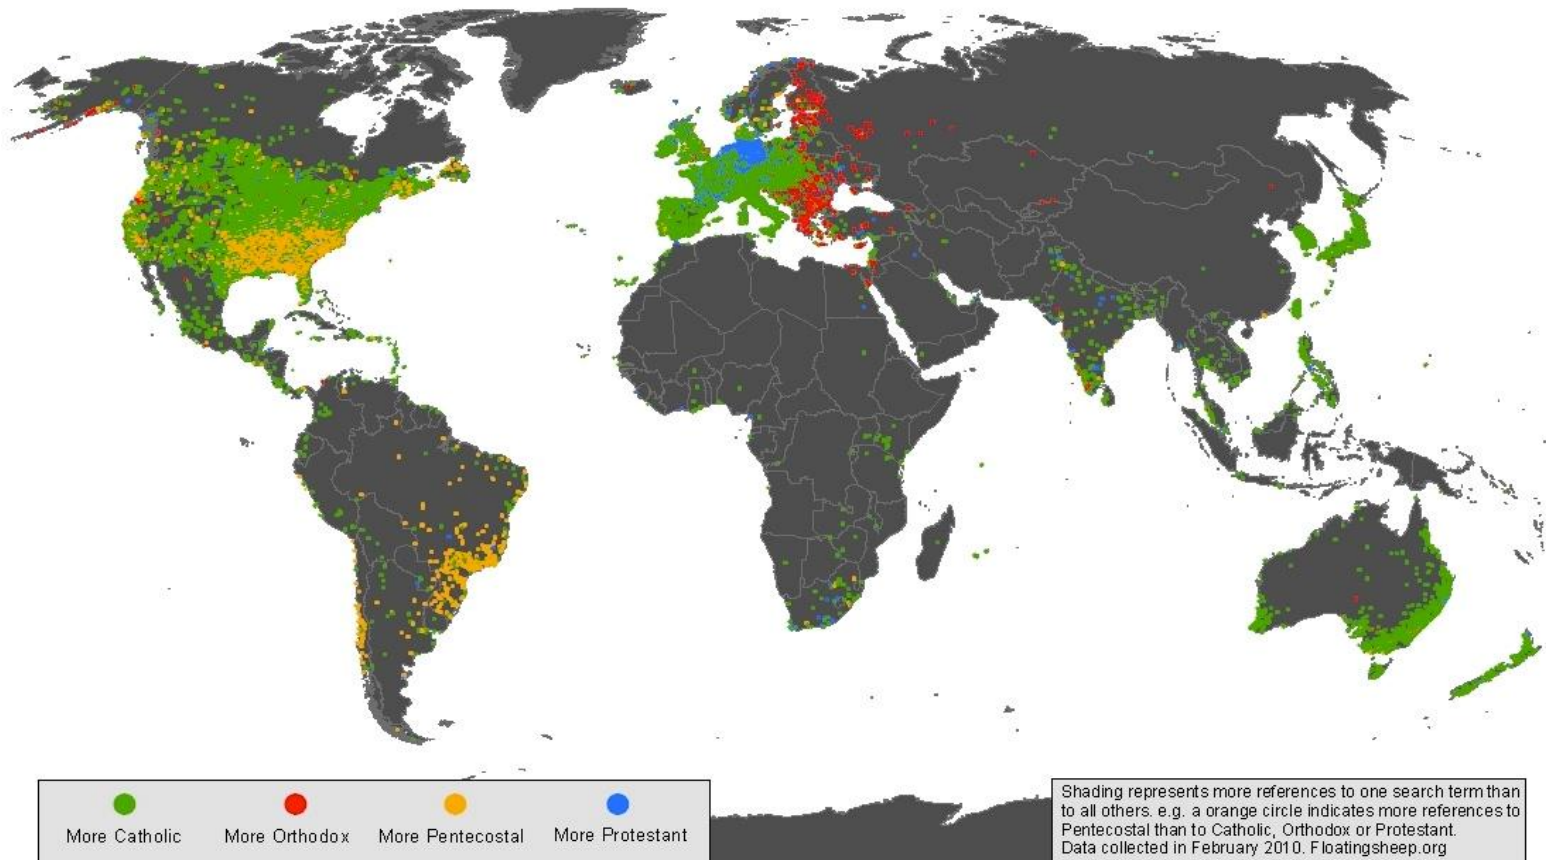 More Catholic
More Orthodox
More Pentecostal
More Protestant
Shading represents more references to one search term than
to all others. e.g. a orange circle indicates more references to
Pentecostal than to Catholic, Orthodox or Protestant.
Data collected in February 2010. Floatingsheep.org